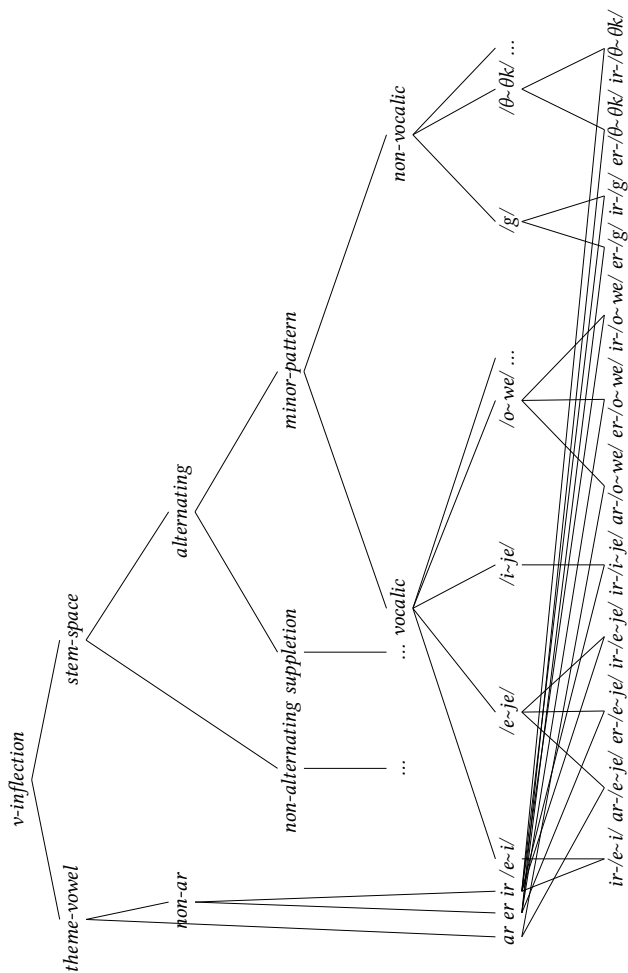 v-inflection
theme-vowel stem-space
non-ar alternating
non-alternating suppletion minor-pattern
... ... vocalic non-vocalic
ar er ir /e~i/ /e~je/ /i~je/ /o~we/ ... /g/ /θ~θk/ ...
ir-/e~i/ ar-/e~je/ er-/e~je/ ir-/e~je/ ir-/i~je/ ar-/o~we/ er-/o~we/ ir-/o~we/ er-/g/ ir-/g/ er-/θ~θk/ ir-/θ~θk/